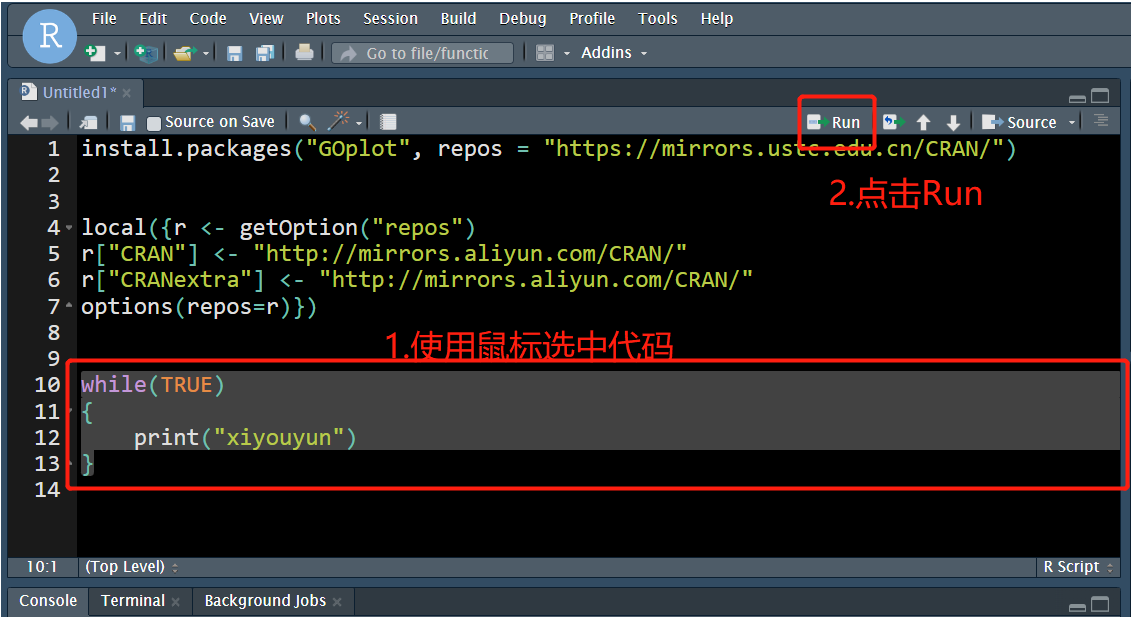 R
File Edit Code View Plots Session Build Debug Profile Tools Help
Go to file/functic Addins
Untitled1*
Source on Save Run Source
1 install.packages("GOplot", repos = "https://mirrors.ustc.edu.cn/CRAN/")
2.点击Run
2
3
4 local({r <- getOption("repos")
5 r["CRAN"] <- "http://mirrors.aliyun.com/CRAN/"
6 r["CRANextra"] <- "http://mirrors.aliyun.com/CRAN/"
7 options(repos=r)})
8
1.使用鼠标选中代码
9
10 while(TRUE)
11 {
12     print("xiyouyun")
13 }
14
10:1 (Top Level) R Script
Console Terminal Background Jobs